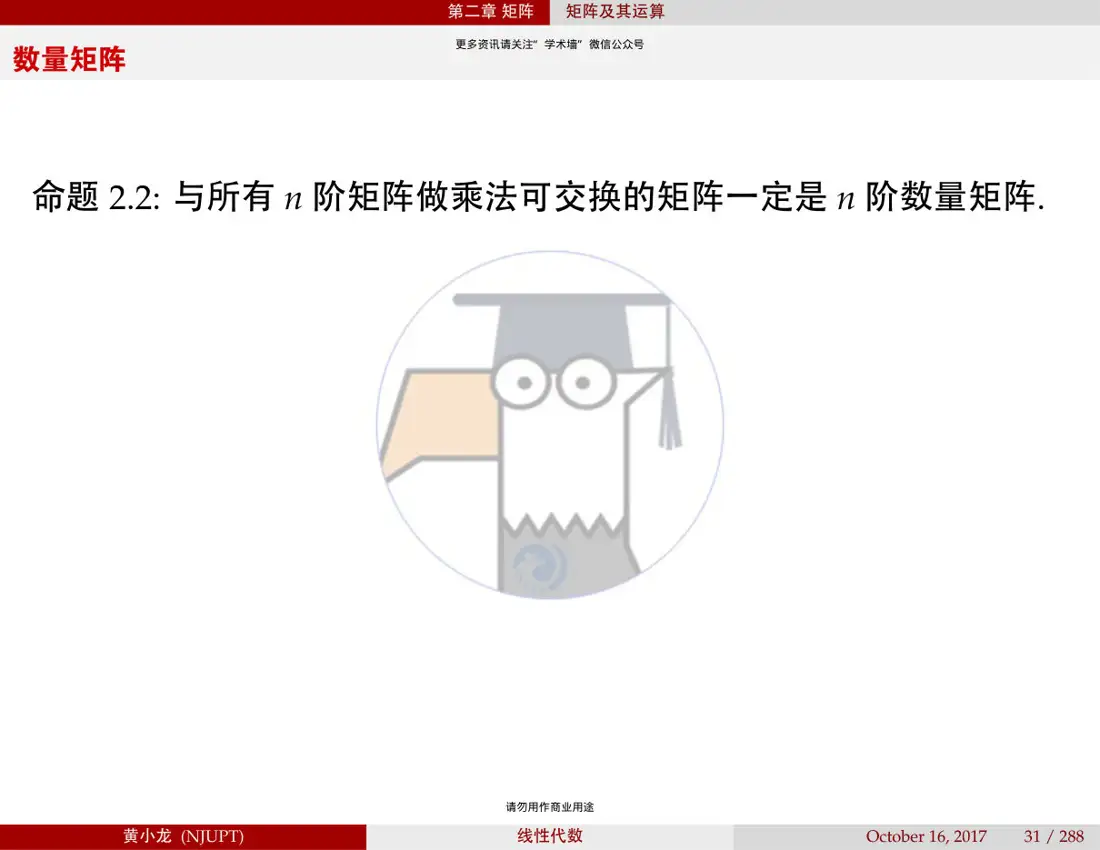 第二章 矩阵 矩阵及其运算
数量矩阵
更多资讯请关注“学术墙”微信公众号
命题 2.2: 与所有 n 阶矩阵做乘法可交换的矩阵一定是 n 阶数量矩阵.
请勿用作商业用途
黄小龙 (NJUPT) 线性代数 October 16, 2017 31 / 288